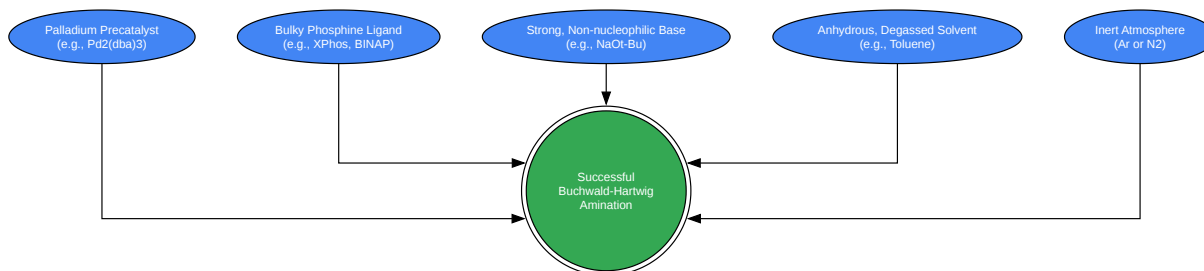 Palladium Precatalyst
(e.g., Pd2(dba)3)
Bulky Phosphine Ligand
(e.g., XPhos, BINAP)
Strong, Non-nucleophilic Base
(e.g., NaOt-Bu)
Anhydrous, Degassed Solvent
(e.g., Toluene)
Inert Atmosphere
(Ar or N2)
Successful
Buchwald-Hartwig
Amination